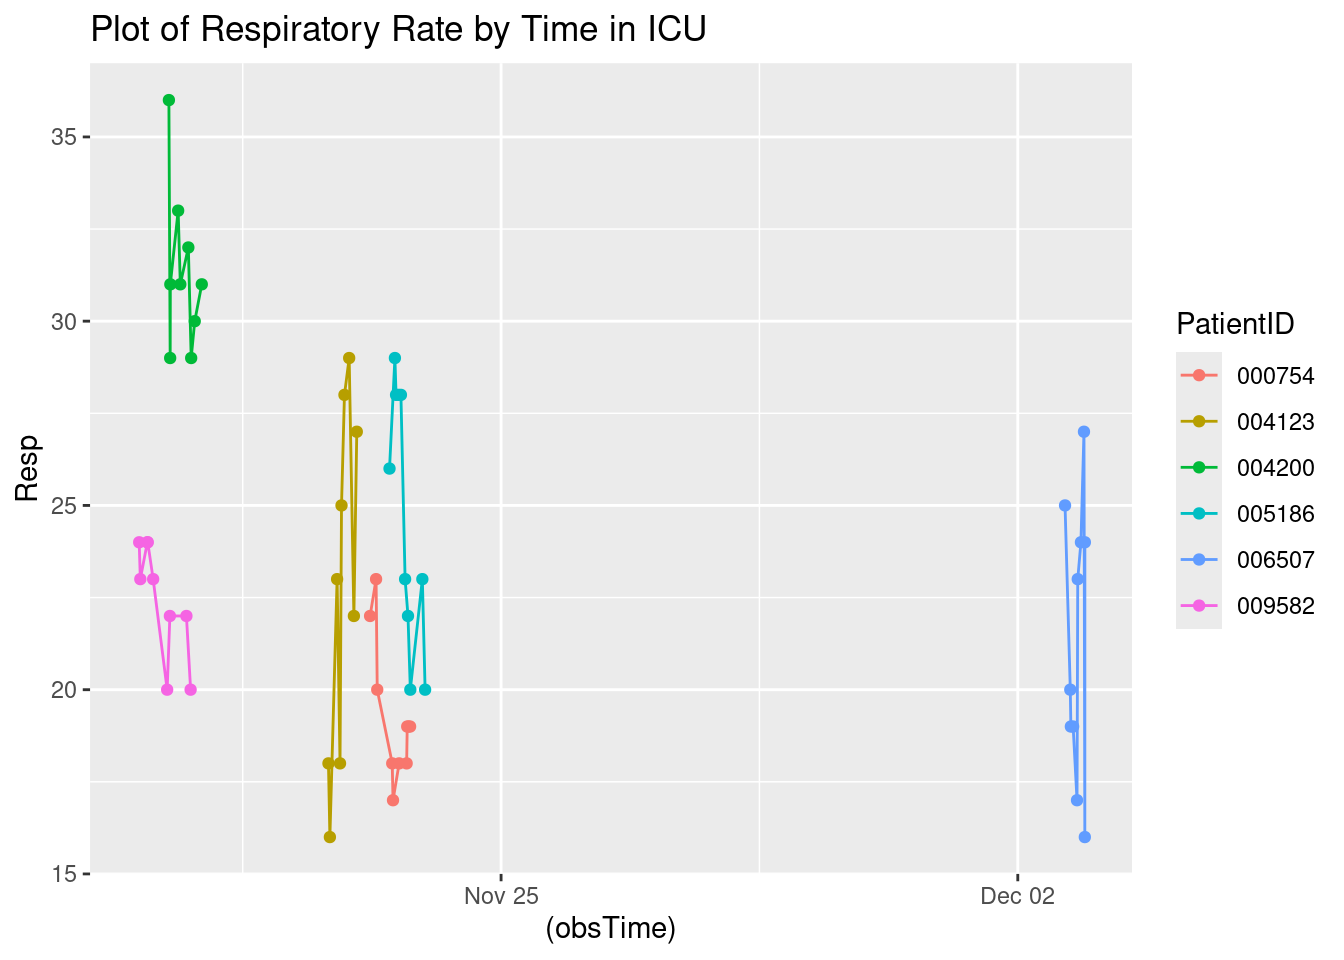 Plot of Respiratory Rate by Time in ICU
Resp
35
30
25
20
15
Nov 25
Dec 02
(obsTime)
PatientID
000754
004123
004200
005186
006507
009582